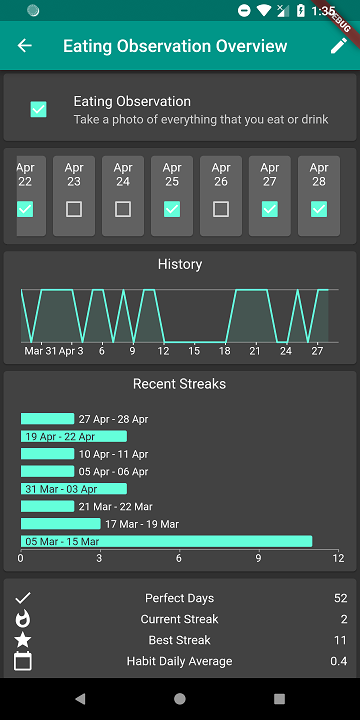 1:35
DEBUG
Eating Observation Overview
Eating Observation
Take a photo of everything that you eat or drink
Apr Apr Apr Apr Apr Apr Apr
22 23 24 25 26 27 28
History
Mar 31 Apr 3 6 9 12 15 18 21 24 27
Recent Streaks
27 Apr - 28 Apr
19 Apr - 22 Apr
10 Apr - 11 Apr
05 Apr - 06 Apr
31 Mar - 03 Apr
21 Mar - 22 Mar
17 Mar - 19 Mar
05 Mar - 15 Mar
0 3 6 9 12
Perfect Days 52
Current Streak 2
Best Streak 11
Habit Daily Average 0.4